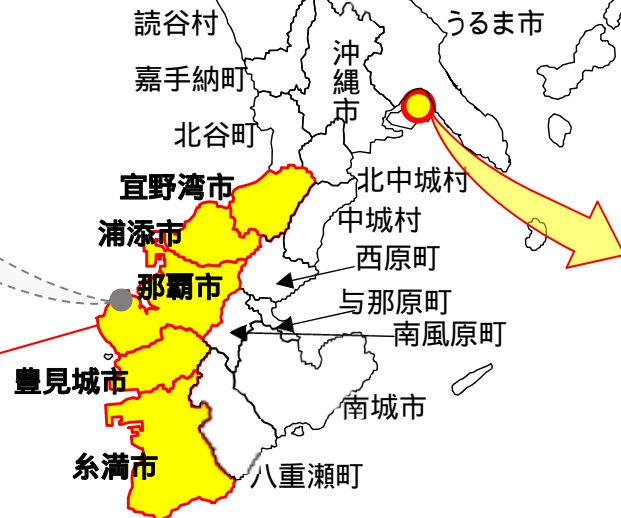 読谷村
うるま市
嘉手納町
沖縄市
北谷町
宜野湾市
北中城村
浦添市
中城村
西原町
那覇市
与那原町
南風原町
豊見城市
南城市
糸満市
八重瀬町